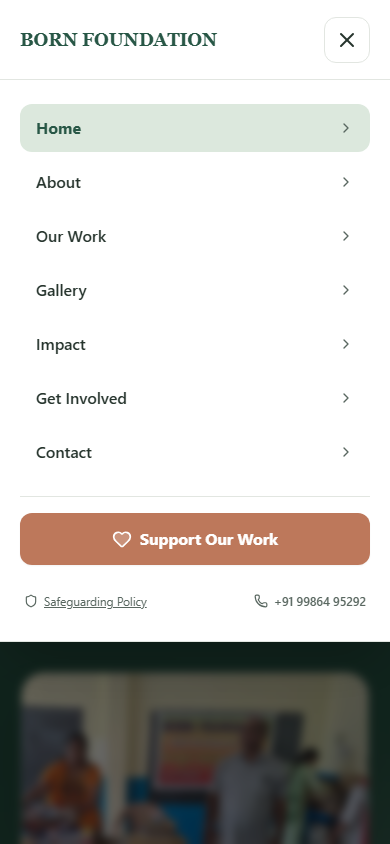 BORN FOUNDATION
Home
About
Our Work
Gallery
Impact
Get Involved
Contact
Support Our Work
Safeguarding Policy
+91 99864 95292